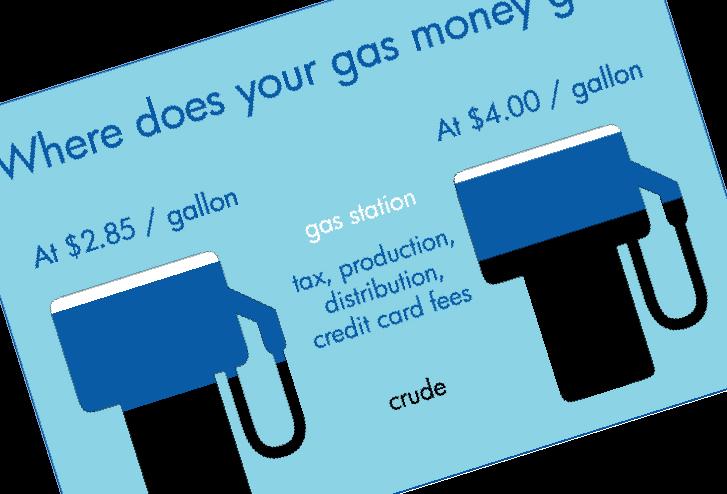 Where does your gas money g
At $4.00 / gallon
At $2.85 / gallon
gas station
tax, production,
distribution,
credit card fees
crude